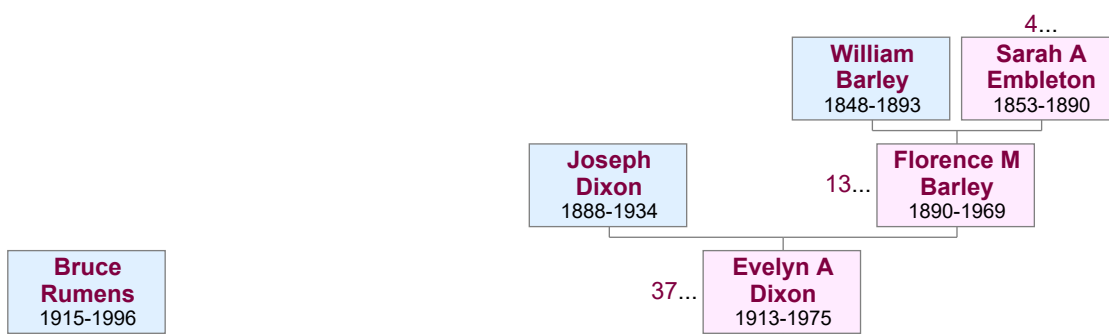 4...
William
Barley
1848-1893
Sarah A
Embleton
1853-1890
Joseph
Dixon
1888-1934
13...
Florence M
Barley
1890-1969
Bruce
Rumens
1915-1996
37...
Evelyn A
Dixon
1913-1975